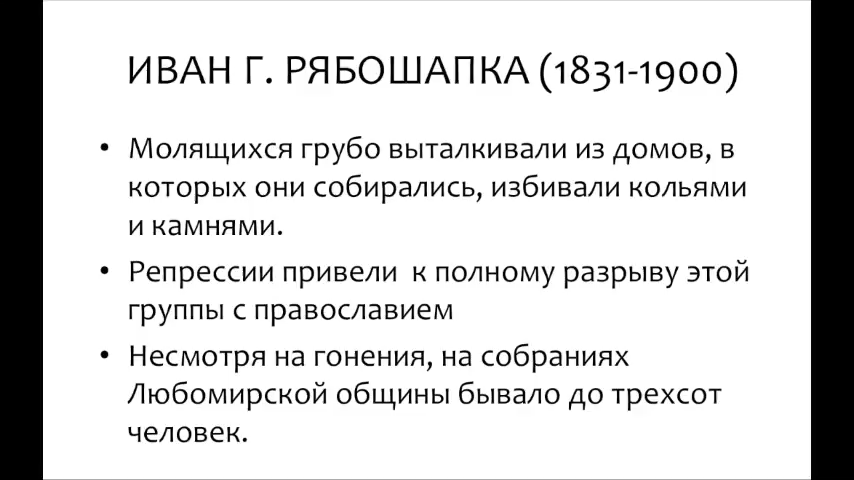 ИВАН Г. РЯБОШАПКА (1831-1900)
• Молящихся грубо выталкивали из домов, в
которых они собирались, избивали кольями
и камнями.
• Репрессии привели  к полному разрыву этой
группы с православием
• Несмотря на гонения, на собраниях
Любомирской общины бывало до трехсот
человек.